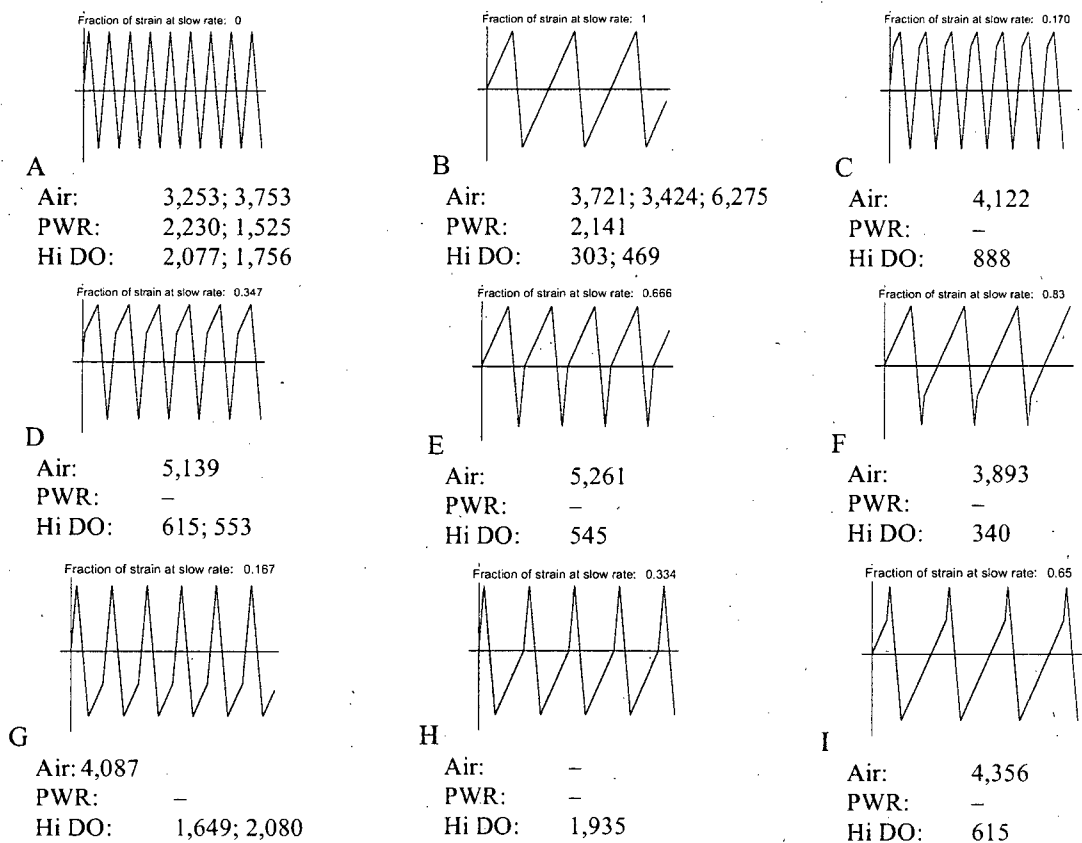 Fraction of strain at slow rate: 0
A
Air: 3,253; 3,753
PWR: 2,230; 1,525
Hi DO: 2,077; 1,756
Fraction of strain at slow rate: 1
B
Air: 3,721; 3,424; 6,275
PWR: 2,141
Hi DO: 303; 469
Fraction of strain at slow rate: 0.170
C
Air: 4,122
PWR: –
Hi DO: 888
Fraction of strain at slow rate: 0.347
D
Air: 5,139
PWR: –
Hi DO: 615; 553
Fraction of strain at slow rate: 0.666
E
Air: 5,261
PWR: –
Hi DO: 545
Fraction of strain at slow rate: 0.83
F
Air: 3,893
PWR: –
Hi DO: 340
Fraction of strain at slow rate: 0.167
G
Air: 4,087
PWR: –
Hi DO: 1,649; 2,080
Fraction of strain at slow rate: 0.334
H
Air: –
PWR: –
Hi DO: 1,935
Fraction of strain at slow rate: 0.65
I
Air: 4,356
PWR: –
Hi DO: 615